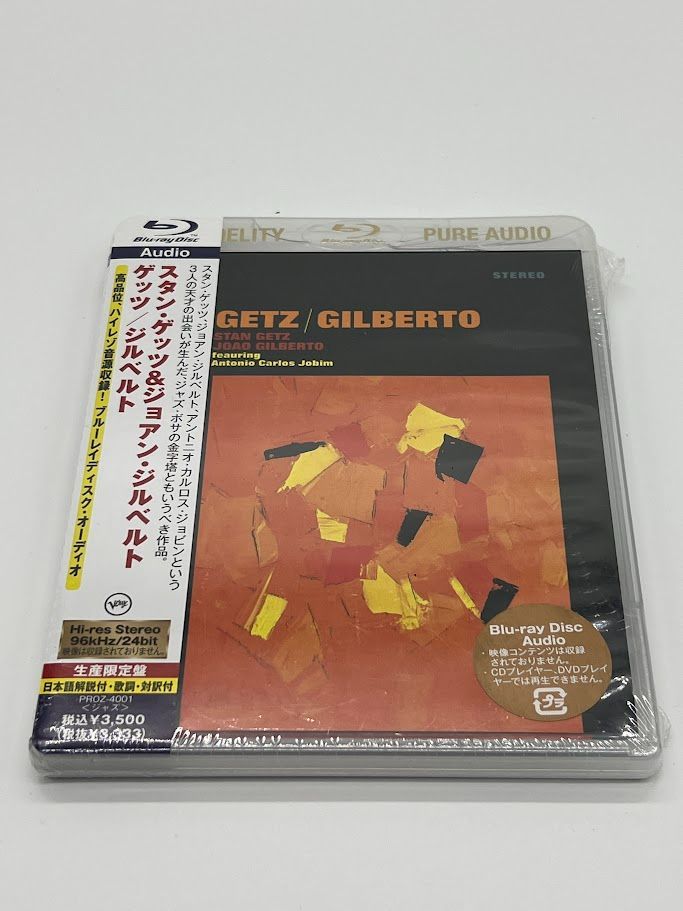 Blu-ray Disc
Audio
スタン・ゲッツ、ジョアン・ジルベルト、アントニオ・カルロス・ジョビンという
3人の天才の出会いが生んだ、ジャズ・ボサの金字塔ともいうべき作品。
スタン・ゲッツ&ジョアン・ジルベルト
ゲッツ/ジルベルト
高品位、ハイレゾ音源収録!ブルーレイディスク・オーディオ
Verve
Hi-res Stereo
96kHz/24bit
映像は収録されておりません。
生産限定盤
日本語解説付・歌詞・対訳付
PROZ-4001
<ジャズ>
税込¥3,500
(税抜¥3,333)
PURE AUDIO
STEREO
GETZ/GILBERTO
STAN GETZ
JOAO GILBERTO
feauring
Antonio Carlos Jobim
Blu-ray Disc
Audio
・映像コンテンツは収録
されておりません。
・CDプレイヤー、DVDプレイ
ヤーでは再生できません。
プラ